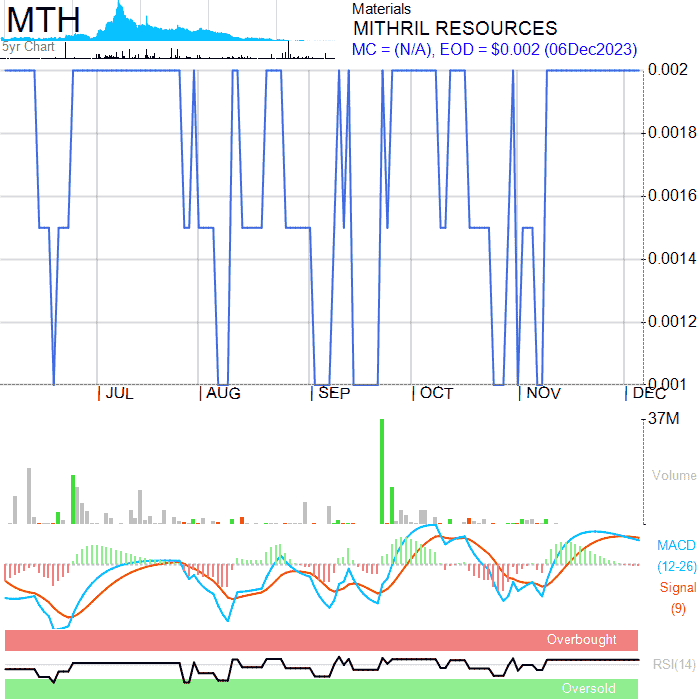 MTH
5yr Chart
Materials
MITHRIL RESOURCES
MC = (N/A), EOD = $0.002 (06Dec2023)
0.002
0.0018
0.0016
0.0014
0.0012
0.001
JUL
AUG
SEP
OCT
NOV
DEC
37M
Volume
MACD
(12-26)
Signal
(9)
Overbought
RSI(14)
Oversold